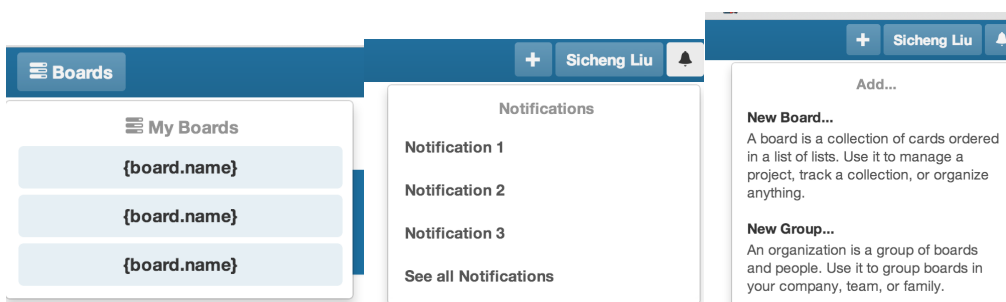 Boards
My Boards
{board.name}
{board.name}
{board.name}
+ Sicheng Liu
Notifications
Notification 1
Notification 2
Notification 3
See all Notifications
+ Sicheng Liu
Add...
New Board...
A board is a collection of cards ordered
in a list of lists. Use it to manage a
project, track a collection, or organize
anything.
New Group...
An organization is a group of boards
and people. Use it to group boards in
your company, team, or family.